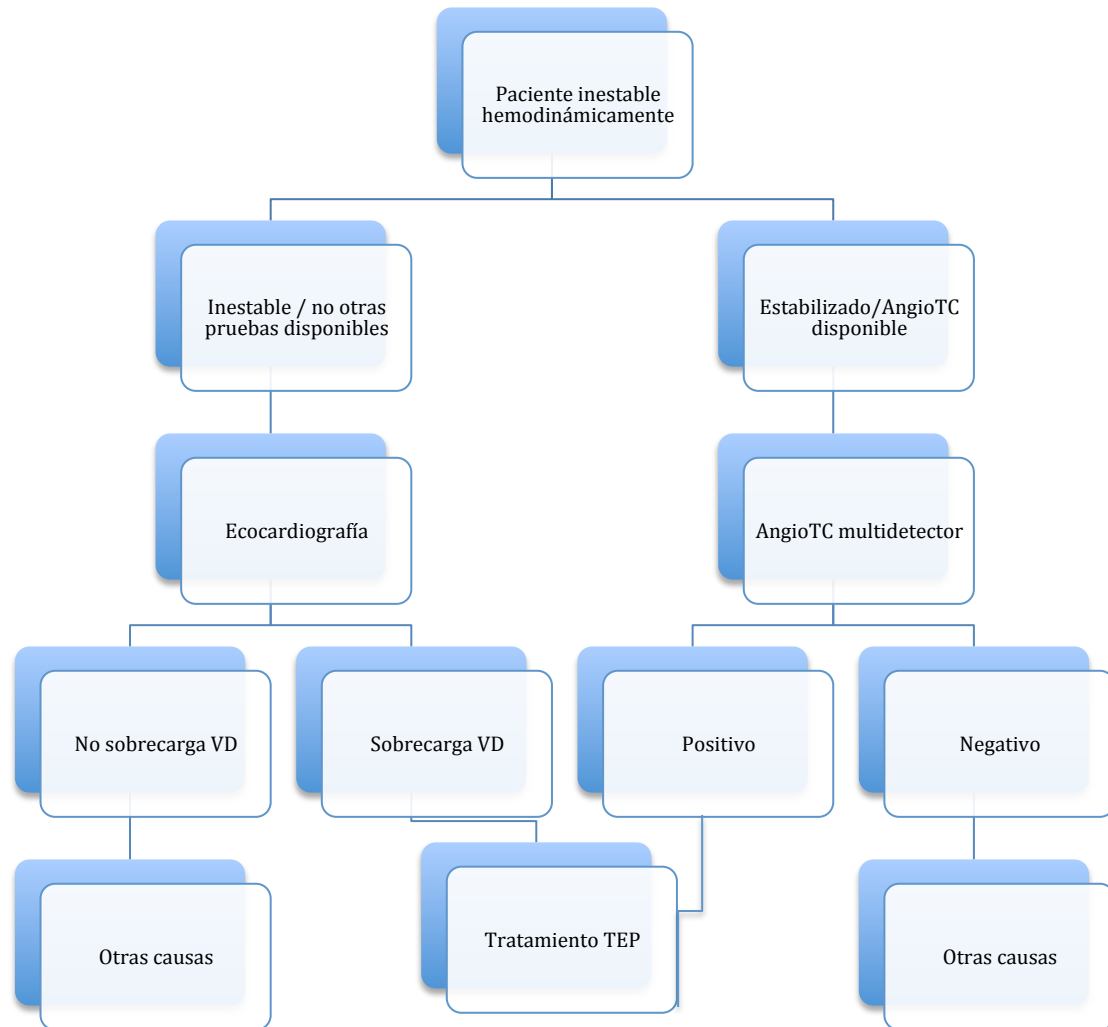 Paciente inestable
hemodinámicamente
Inestable / no otras
pruebas disponibles
Estabilizado/AngioTC
disponible
Ecocardiografía
AngioTC multidetector
No sobrecarga VD
Sobrecarga VD
Positivo
Negativo
Otras causas
Tratamiento TEP
Otras causas